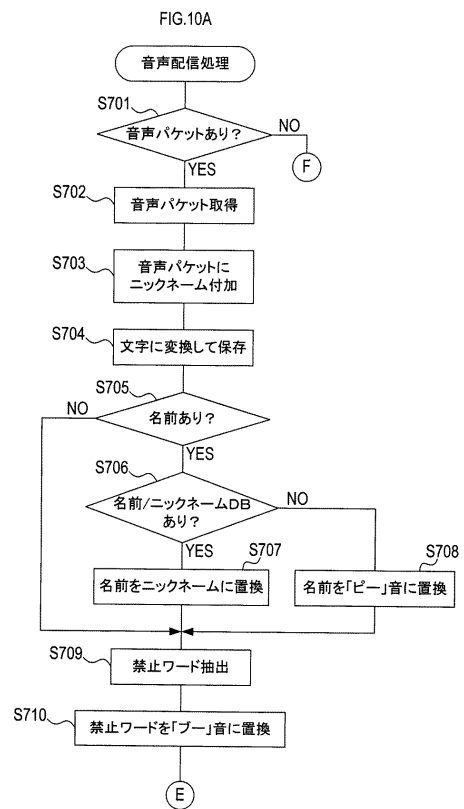 FIG.10A
音声配信処理
S701
音声パケットあり?
NO
F
YES
S702
音声パケット取得
S703
音声パケットに
ニックネーム付加
S704
文字に変換して保存
S705
NO
名前あり?
YES
S706
名前/ニックネームDB
あり?
NO
YES
S707
名前をニックネームに置換
S708
名前を「ピー」音に置換
S709
禁止ワード抽出
S710
禁止ワードを「ブー」音に置換
E